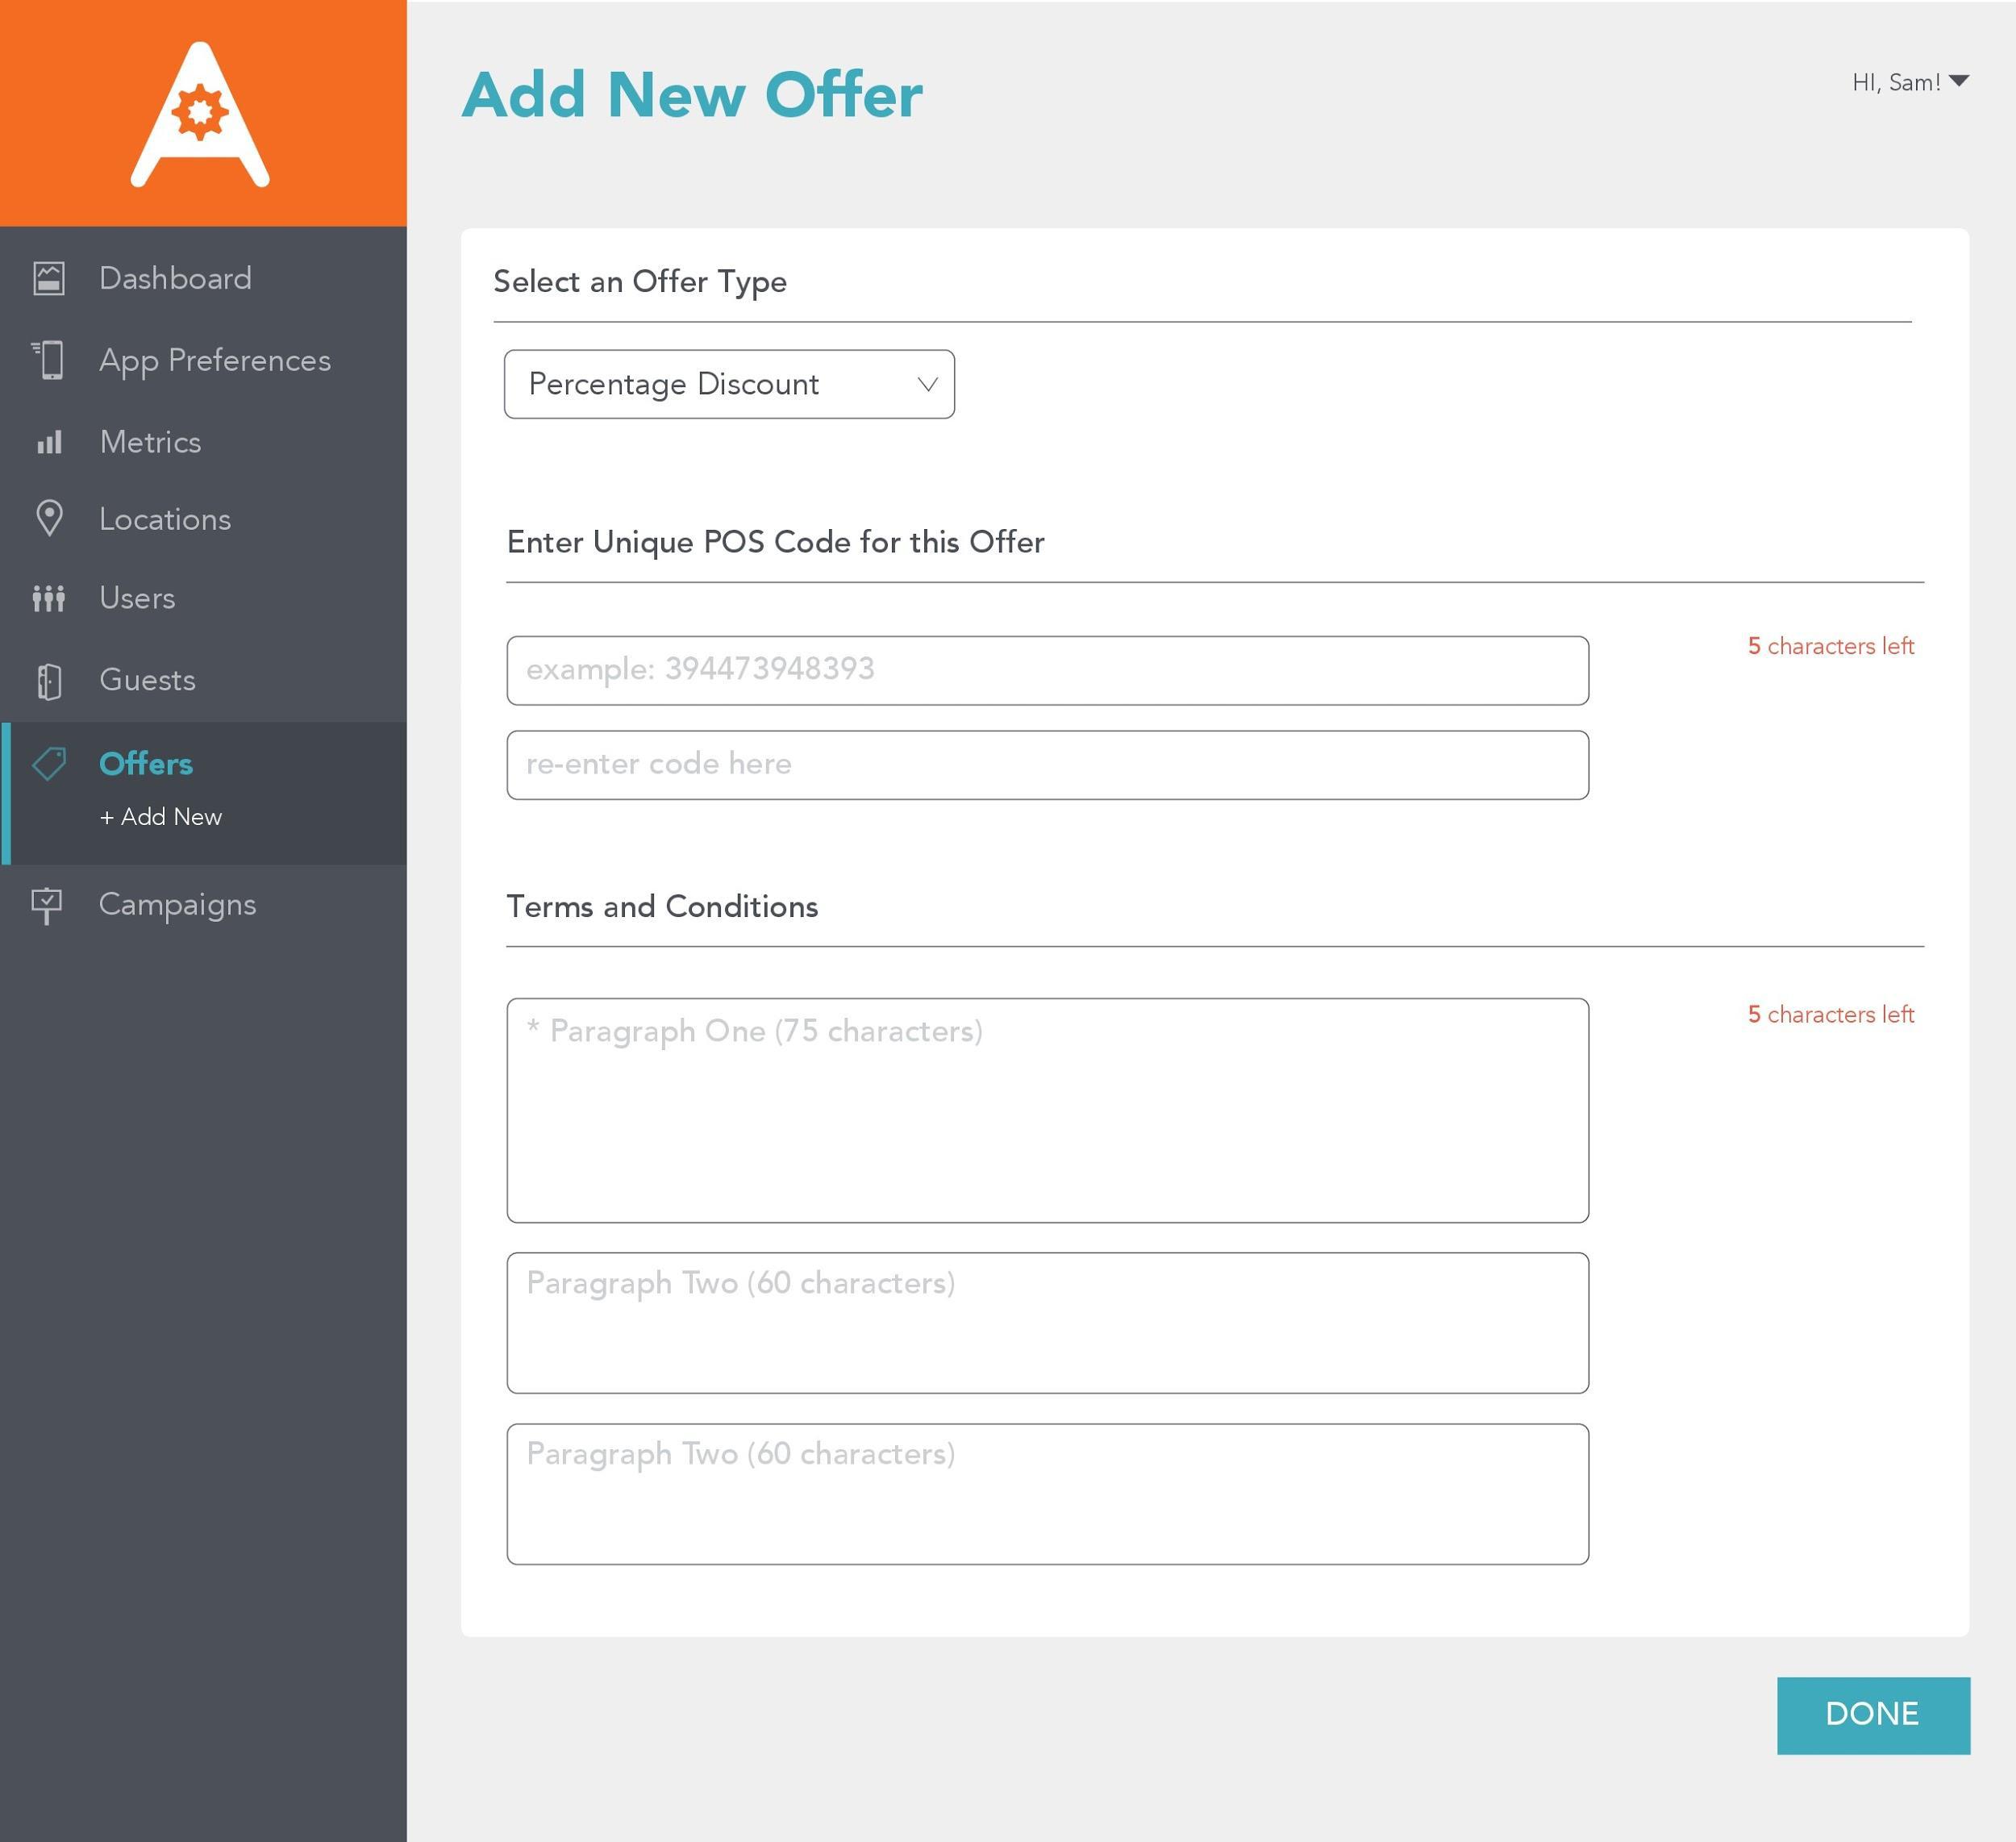 Add New Offer
HI, Sam!
Dashboard
App Preferences
Metrics
Locations
Users
Guests
Offers
+ Add New
Campaigns
Select an Offer Type
Percentage Discount
Enter Unique POS Code for this Offer
example: 394473948393
5 characters left
re-enter code here
Terms and Conditions
* Paragraph One (75 characters)
5 characters left
Paragraph Two (60 characters)
Paragraph Two (60 characters)
DONE